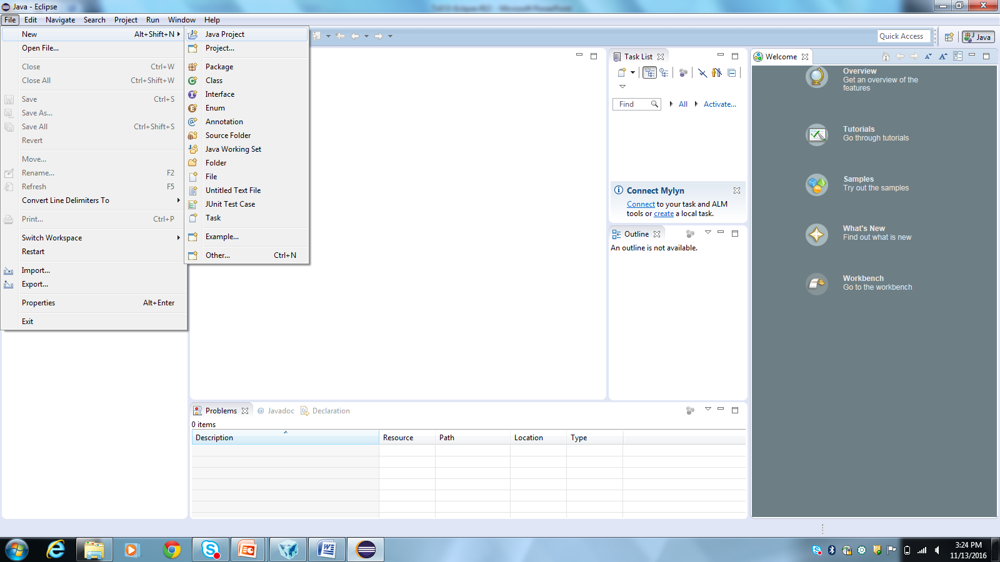 Java - Eclipse
File Edit Navigate Search Project Run Window Help
New Alt+Shift+N
Open File...
Close Ctrl+W
Close All Ctrl+Shift+W
Save Ctrl+S
Save As...
Save All Ctrl+Shift+S
Revert
Move...
Rename... F2
Refresh F5
Convert Line Delimiters To
Print... Ctrl+P
Switch Workspace
Restart
Import...
Export...
Properties Alt+Enter
Exit
Java Project
Project...
Package
Class
Interface
Enum
Annotation
Source Folder
Java Working Set
Folder
File
Untitled Text File
JUnit Test Case
Task
Example...
Other... Ctrl+N
Quick Access
Java
Task List
Find All Activate...
Connect Mylyn
Connect to your task and ALM
tools or create a local task.
Outline
An outline is not available.
Welcome
Overview
Get an overview of the
features
Tutorials
Go through tutorials
Samples
Try out the samples
What's New
Find out what is new
Workbench
Go to the workbench
Problems @ Javadoc Declaration
0 items
Description Resource Path Location Type
3:24 PM
11/13/2016